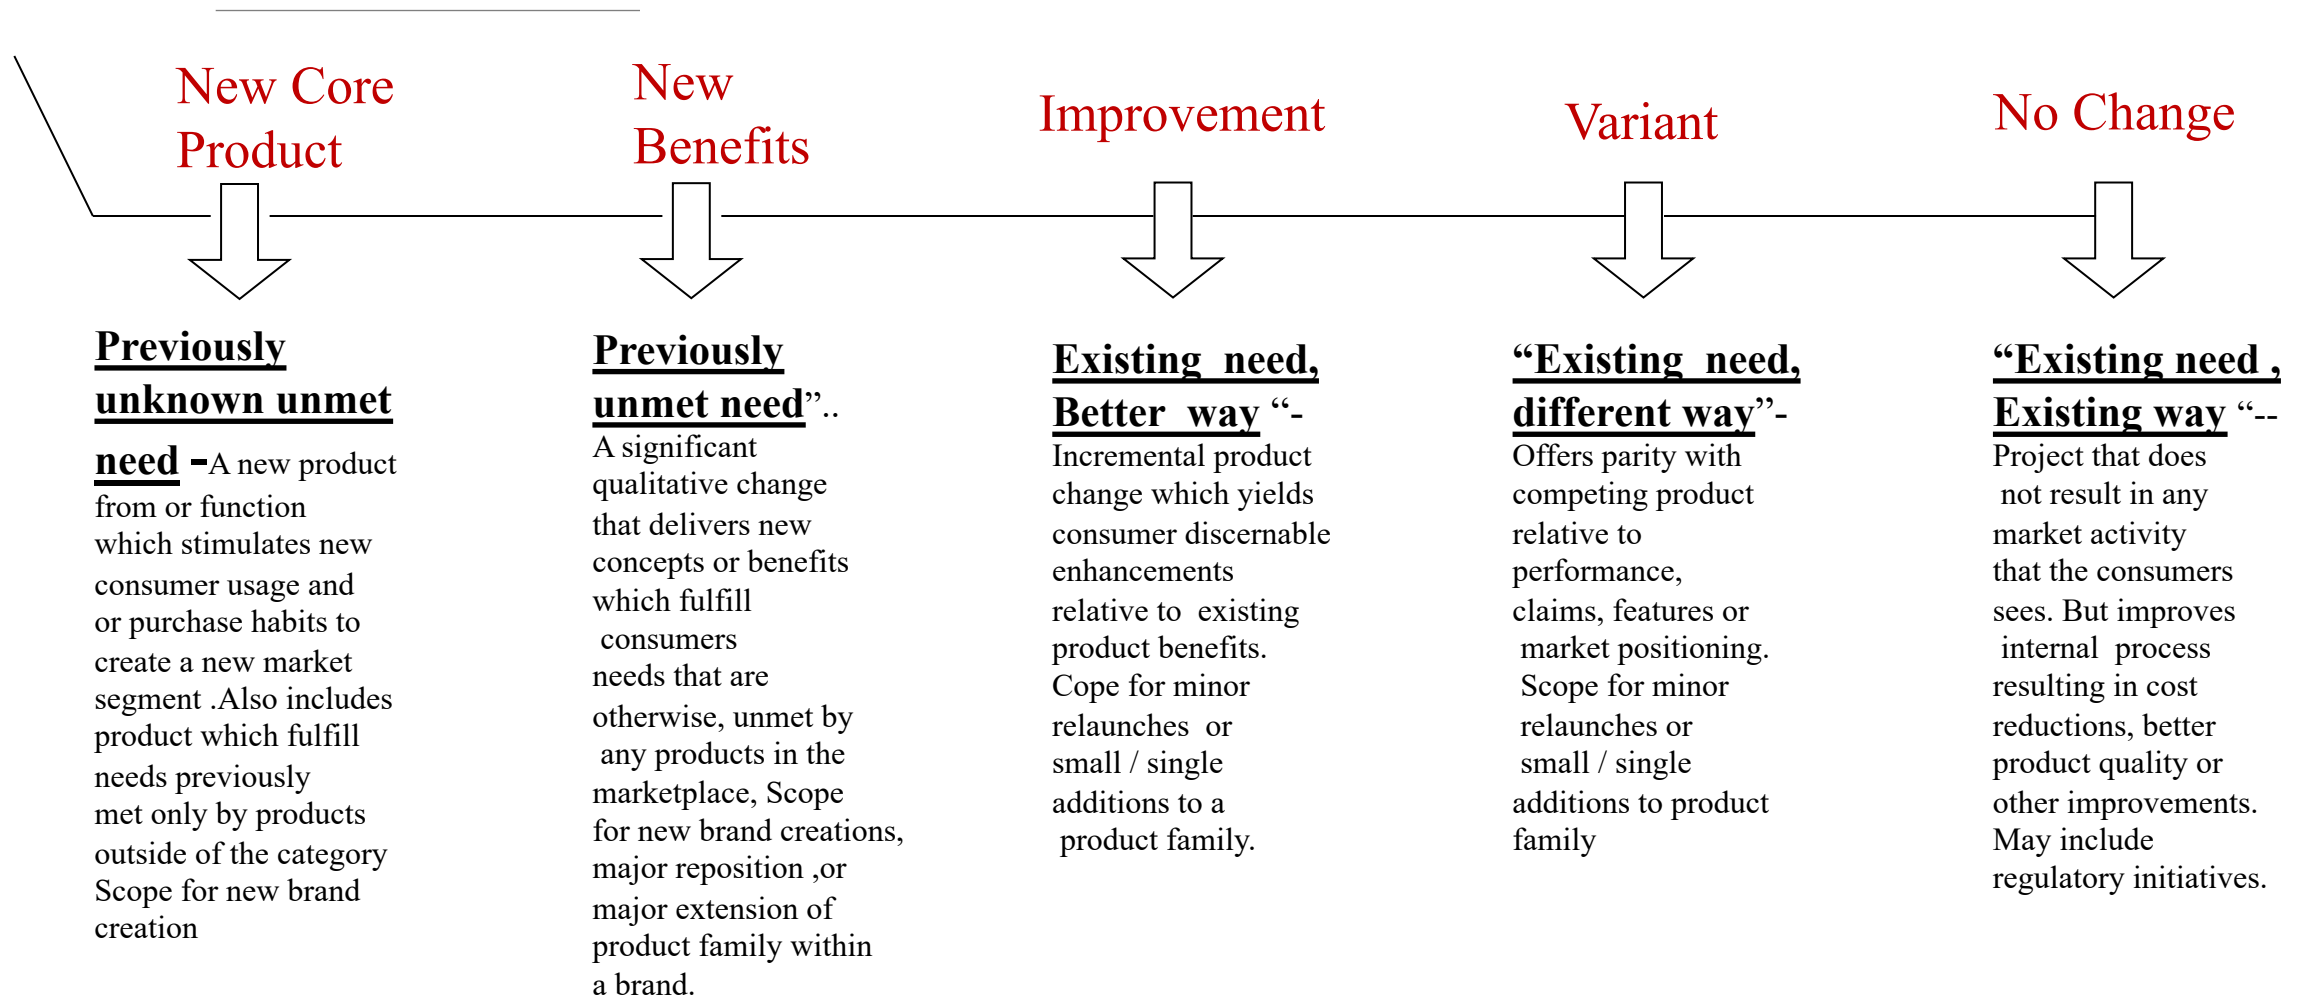 New Core
Product
New
Benefits
Improvement
Variant
No Change
Previously
unknown unmet
need -A new product
from or function
which stimulates new
consumer usage and
or purchase habits to
create a new market
segment .Also includes
product which fulfill
needs previously
met only by products
outside of the category
Scope for new brand
creation
Previously
unmet need”..
A significant
qualitative change
that delivers new
concepts or benefits
which fulfill
consumers
needs that are
otherwise, unmet by
any products in the
marketplace, Scope
for new brand creations,
major reposition ,or
major extension of
product family within
a brand.
Existing need,
Better way “-
Incremental product
change which yields
consumer discernable
enhancements
relative to existing
product benefits.
Cope for minor
relaunches or
small / single
additions to a
product family.
“Existing need,
different way”-
Offers parity with
competing product
relative to
performance,
claims, features or
market positioning.
Scope for minor
relaunches or
small / single
additions to product
family
“Existing need ,
Existing way “--
Project that does
not result in any
market activity
that the consumers
sees. But improves
internal process
resulting in cost
reductions, better
product quality or
other improvements.
May include
regulatory initiatives.